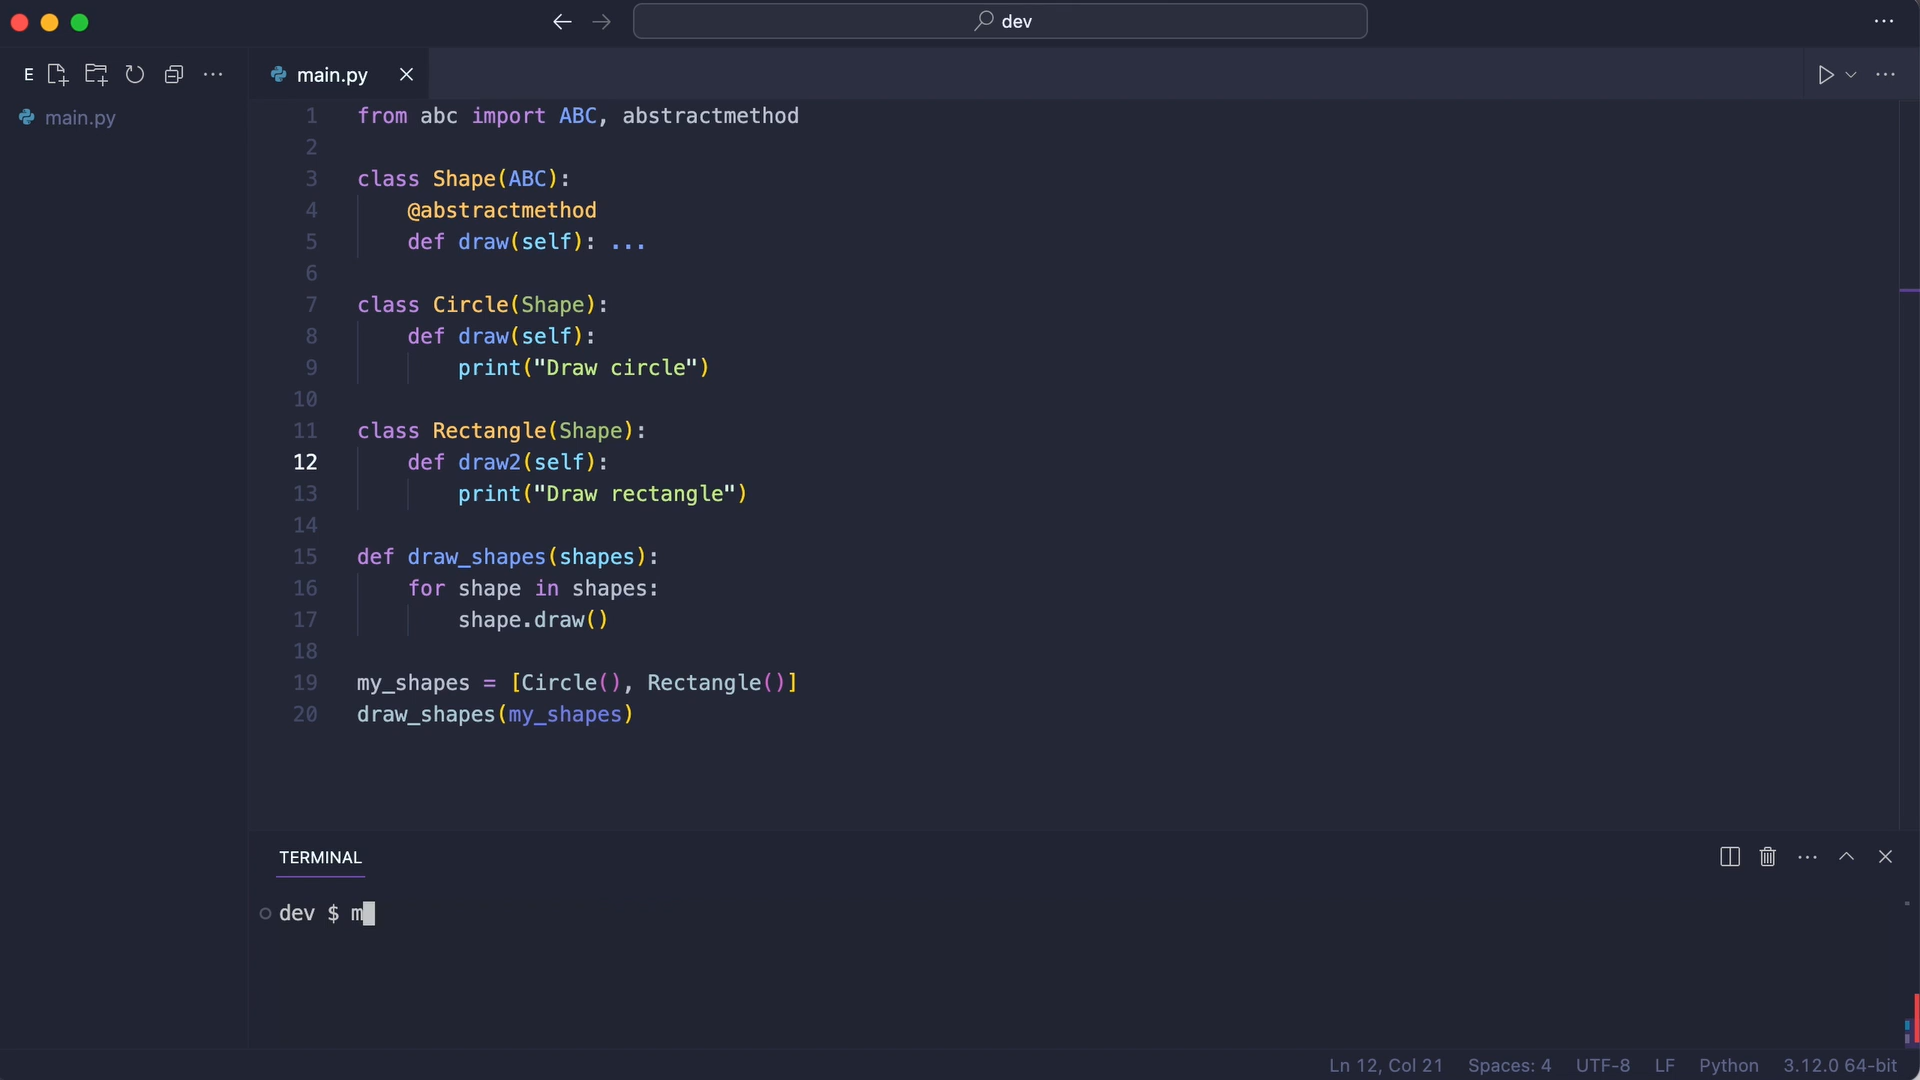 dev
E
main.py
main.py
1 from abc import ABC, abstractmethod
2
3 class Shape(ABC):
4     @abstractmethod
5     def draw(self): ...
6
7 class Circle(Shape):
8     def draw(self):
9         print("Draw circle")
10
11 class Rectangle(Shape):
12     def draw2(self):
13         print("Draw rectangle")
14
15 def draw_shapes(shapes):
16     for shape in shapes:
17         shape.draw()
18
19 my_shapes = [Circle(), Rectangle()]
20 draw_shapes(my_shapes)
TERMINAL
dev $ m
Ln 12, Col 21 Spaces: 4 UTF-8 LF Python 3.12.0 64-bit